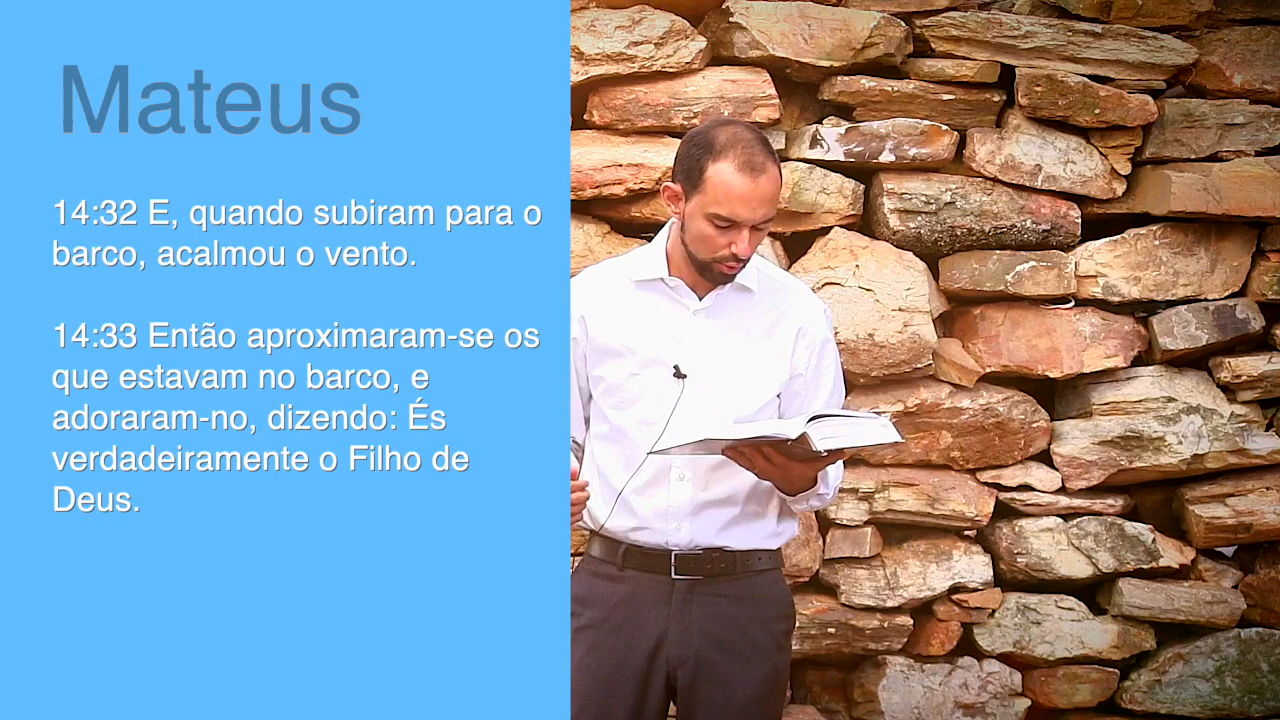 Mateus
14:32 E, quando subiram para o
barco, acalmou o vento.
14:33 Então aproximaram-se os
que estavam no barco, e
adoraram-no, dizendo: És
verdadeiramente o Filho de
Deus.